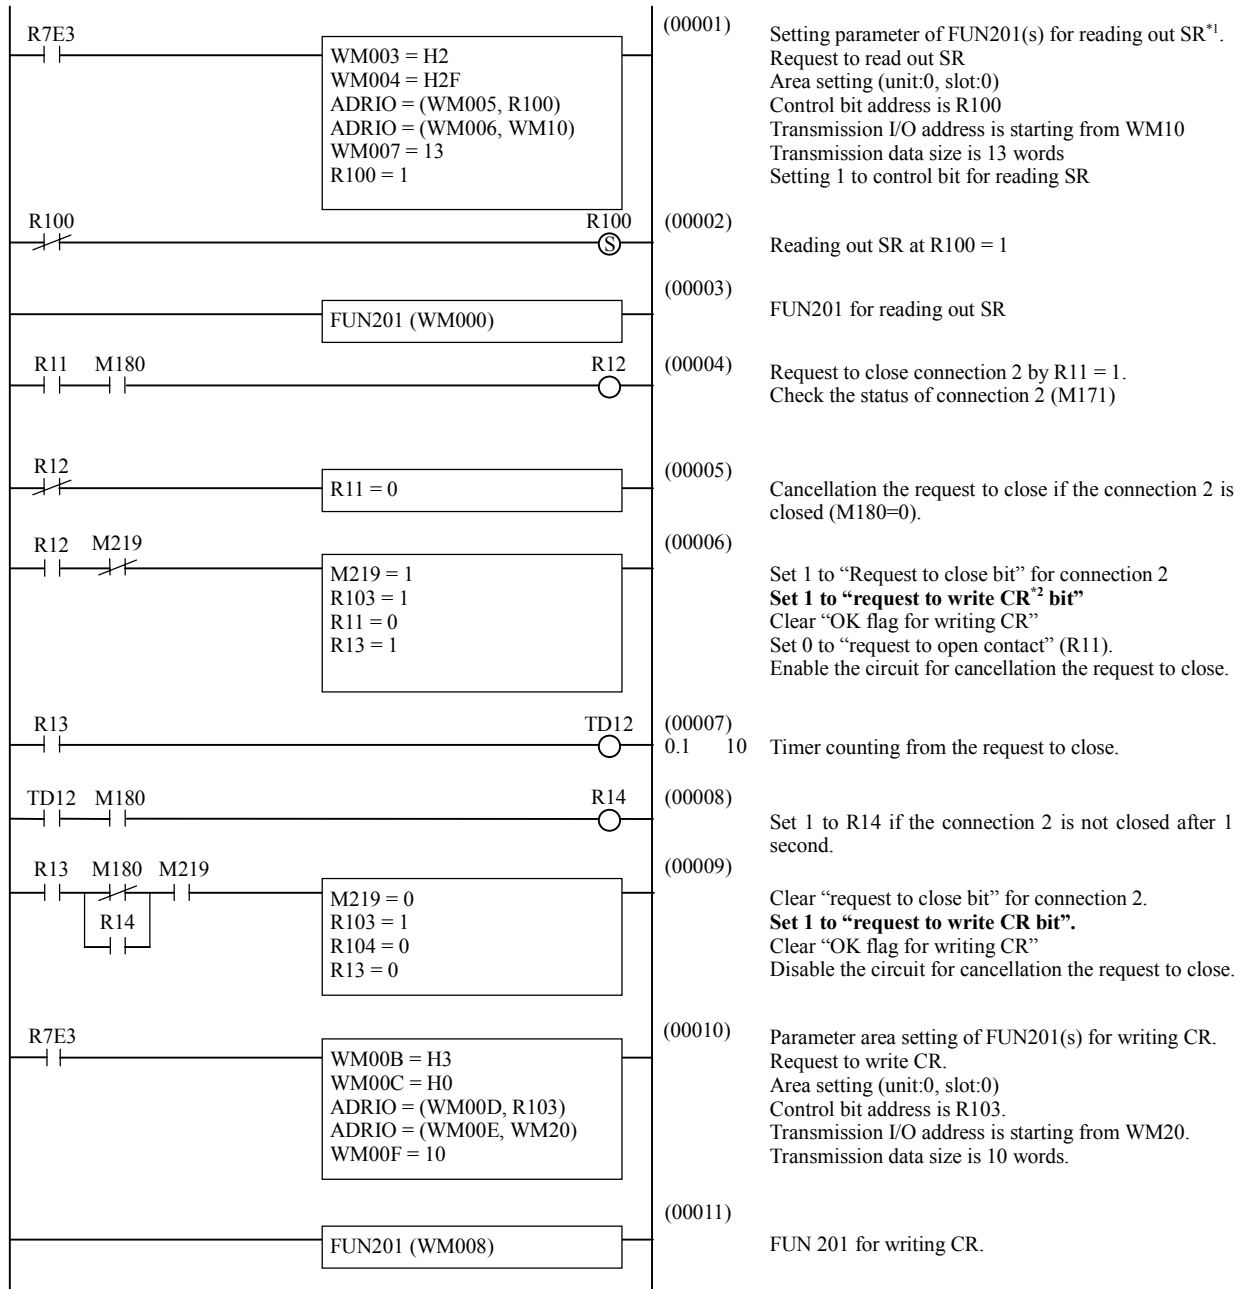 R7E3
(00001)
WM003 = H2
WM004 = H2F
ADRIO = (WM005, R100)
ADRIO = (WM006, WM10)
WM007 = 13
R100 = 1
Setting parameter of FUN201(s) for reading out SR*1.
Request to read out SR
Area setting (unit:0, slot:0)
Control bit address is R100
Transmission I/O address is starting from WM10
Transmission data size is 13 words
Setting 1 to control bit for reading SR
R100
R100
(00002)
S
Reading out SR at R100 = 1
(00003)
FUN201 (WM000)
FUN201 for reading out SR
R11 M180
R12
(00004)
Request to close connection 2 by R11 = 1.
Check the status of connection 2 (M171)
R12
(00005)
R11 = 0
Cancellation the request to close if the connection 2 is
closed (M180=0).
R12 M219
(00006)
M219 = 1
R103 = 1
R11 = 0
R13 = 1
Set 1 to “Request to close bit” for connection 2
Set 1 to “request to write CR*2 bit”
Clear “OK flag for writing CR”
Set 0 to “request to open contact” (R11).
Enable the circuit for cancellation the request to close.
R13
TD12
(00007)
0.1 10
Timer counting from the request to close.
TD12 M180
R14
(00008)
Set 1 to R14 if the connection 2 is not closed after 1
second.
R13 M180 M219
R14
(00009)
M219 = 0
R103 = 1
R104 = 0
R13 = 0
Clear “request to close bit” for connection 2.
Set 1 to “request to write CR bit”.
Clear “OK flag for writing CR”
Disable the circuit for cancellation the request to close.
R7E3
(00010)
WM00B = H3
WM00C = H0
ADRIO = (WM00D, R103)
ADRIO = (WM00E, WM20)
WM00F = 10
Parameter area setting of FUN201(s) for writing CR.
Request to write CR.
Area setting (unit:0, slot:0)
Control bit address is R103.
Transmission I/O address is starting from WM20.
Transmission data size is 10 words.
(00011)
FUN201 (WM008)
FUN 201 for writing CR.